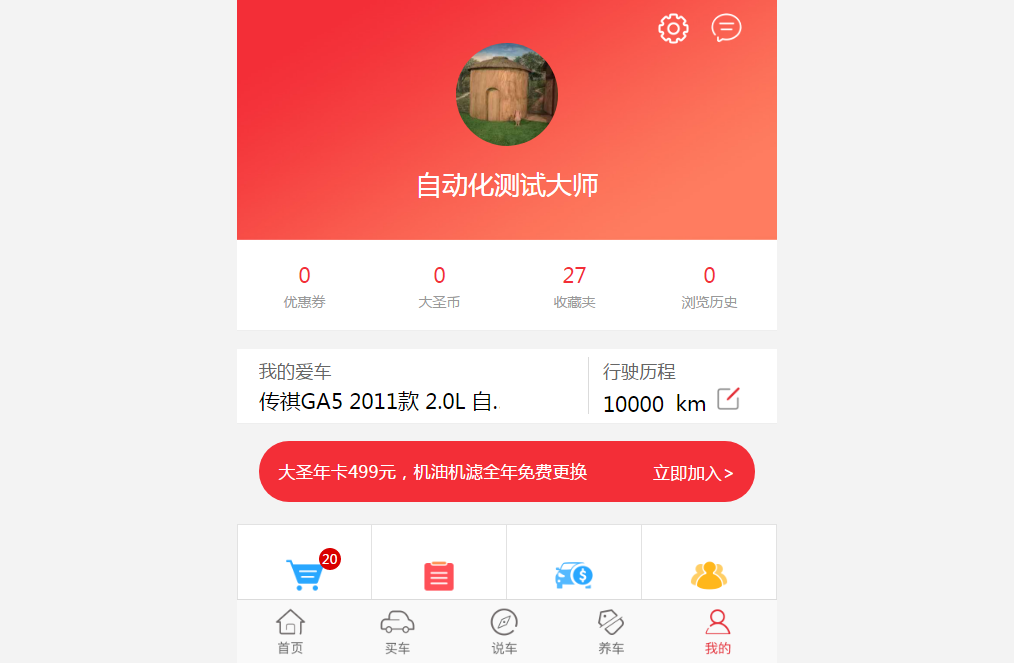 自动化测试大师
0 0 27 0
优惠券 大圣币 收藏夹 浏览历史
我的爱车 行驶历程
传祺GA5 2011款 2.0L 自. 10000 km
大圣年卡499元，机油机滤全年免费更换 立即加入>
20
首页 买车 说车 养车 我的